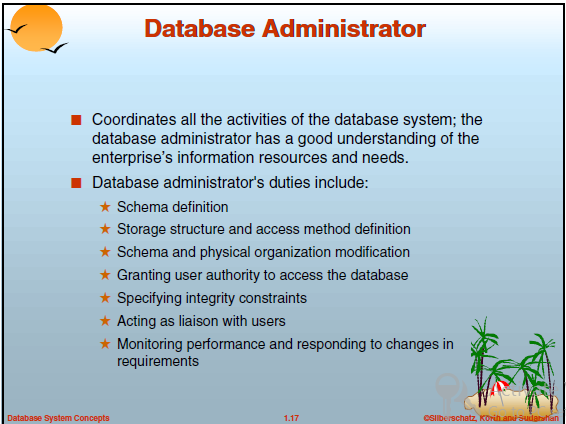 Database Administrator
Coordinates all the activities of the database system; the
database administrator has a good understanding of the
enterprise's information resources and needs.
Database administrator's duties include:
Schema definition
Storage structure and access method definition
Schema and physical organization modification
Granting user authority to access the database
Specifying integrity constraints
Acting as liaison with users
Monitoring performance and responding to changes in
requirements
Database System Concepts
1.17
©Silberschatz, Korth and Sudarshan